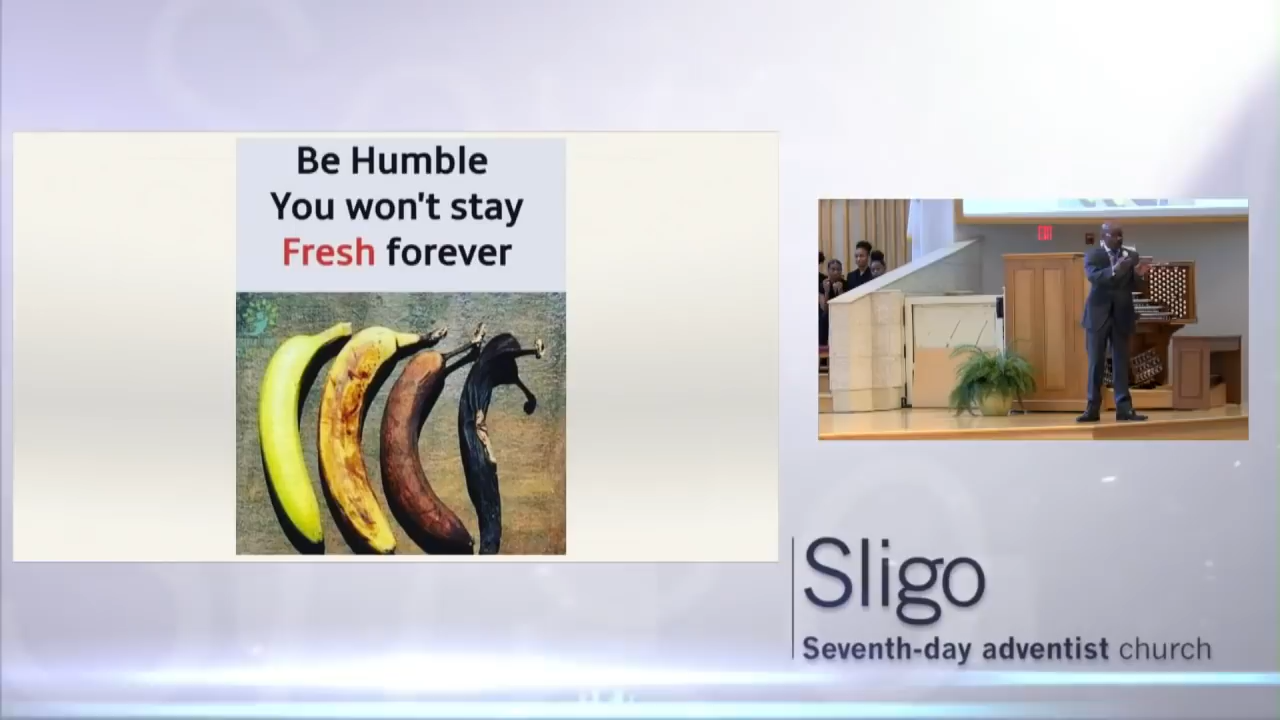 Be Humble
You won't stay
Fresh forever
Sligo
Seventh-day adventist church